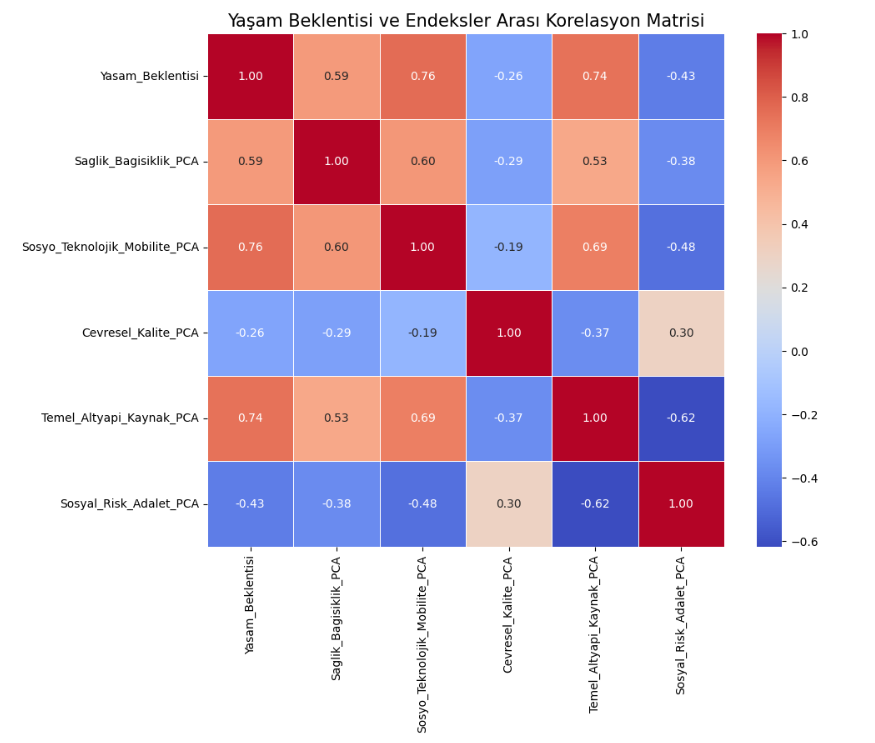 Yaşam Beklentisi ve Endeksler Arası Korelasyon Matrisi
Yasam_Beklentisi 1.00 0.59 0.76 -0.26 0.74 -0.43
Saglik_Bagisiklik_PCA 0.59 1.00 0.60 -0.29 0.53 -0.38
Sosyo_Teknolojik_Mobilite_PCA 0.76 0.60 1.00 -0.19 0.69 -0.48
Cevresel_Kalite_PCA -0.26 -0.29 -0.19 1.00 -0.37 0.30
Temel_Altyapi_Kaynak_PCA 0.74 0.53 0.69 -0.37 1.00 -0.62
Sosyal_Risk_Adalet_PCA -0.43 -0.38 -0.48 0.30 -0.62 1.00
Yasam_Beklentisi
Saglik_Bagisiklik_PCA
Sosyo_Teknolojik_Mobilite_PCA
Cevresel_Kalite_PCA
Temel_Altyapi_Kaynak_PCA
Sosyal_Risk_Adalet_PCA
1.0
0.8
0.6
0.4
0.2
0.0
−0.2
−0.4
−0.6